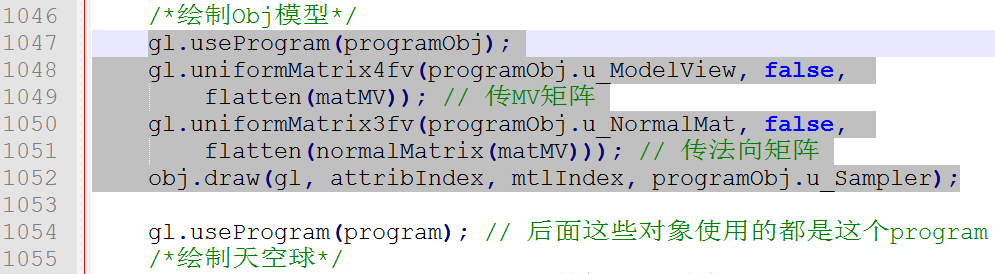 1046 /*绘制Obj模型*/
1047 gl.useProgram(programObj);
1048 gl.uniformMatrix4fv(programObj.u_ModelView, false,
1049 flatten(matMV)); // 传MV矩阵
1050 gl.uniformMatrix3fv(programObj.u_NormalMat, false,
1051 flatten(normalMatrix(matMV))); // 传法向矩阵
1052 obj.draw(gl, attribIndex, mtlIndex, programObj.u_Sampler);
1053
1054 gl.useProgram(program); // 后面这些对象使用的都是这个program
1055 /*绘制天空球*/